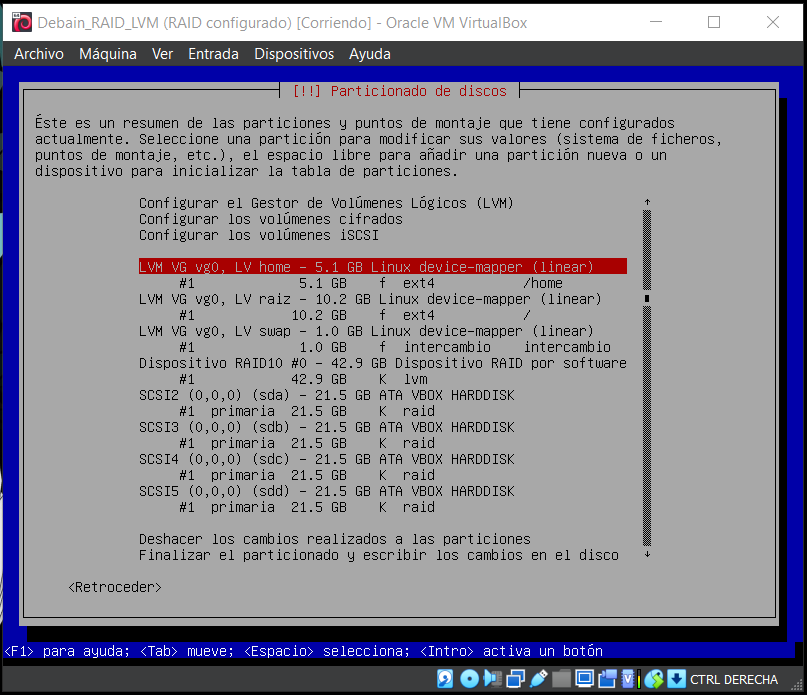 Debain_RAID_LVM (RAID configurado) [Corriendo] - Oracle VM VirtualBox
Archivo Máquina Ver Entrada Dispositivos Ayuda
[!!] Particionado de discos
Éste es un resumen de las particiones y puntos de montaje que tiene configurados
actualmente. Seleccione una partición para modificar sus valores (sistema de ficheros,
puntos de montaje, etc.), el espacio libre para añadir una partición nueva o un
dispositivo para inicializar la tabla de particiones.
Configurar el Gestor de Volúmenes Lógicos (LVM)
Configurar los volúmenes cifrados
Configurar los volúmenes iSCSI
LVM VG vg0, LV home - 5.1 GB Linux device-mapper (linear)
#1 5.1 GB f ext4 /home
LVM VG vg0, LV raiz - 10.2 GB Linux device-mapper (linear)
#1 10.2 GB f ext4 /
LVM VG vg0, LV swap - 1.0 GB Linux device-mapper (linear)
#1 1.0 GB f intercambio intercambio
Dispositivo RAID10 #0 - 42.9 GB Dispositivo RAID por software
#1 42.9 GB K lvm
SCSI2 (0,0,0) (sda) - 21.5 GB ATA VBOX HARDDISK
#1 primaria 21.5 GB K raid
SCSI3 (0,0,0) (sdb) - 21.5 GB ATA VBOX HARDDISK
#1 primaria 21.5 GB K raid
SCSI4 (0,0,0) (sdc) - 21.5 GB ATA VBOX HARDDISK
#1 primaria 21.5 GB K raid
SCSI5 (0,0,0) (sdd) - 21.5 GB ATA VBOX HARDDISK
#1 primaria 21.5 GB K raid
Deshacer los cambios realizados a las particiones
Finalizar el particionado y escribir los cambios en el disco
<Retroceder>
<F1> para ayuda; <Tab> mueve; <Espacio> selecciona; <Intro> activa un botón
CTRL DERECHA